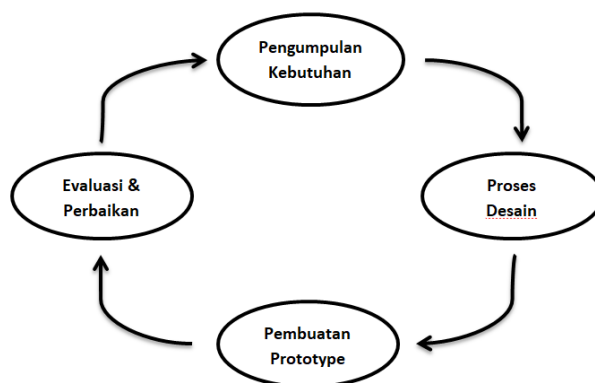 Pengumpulan
Kebutuhan
Evaluasi &
Perbaikan
Proses
Desain
Pembuatan
Prototype